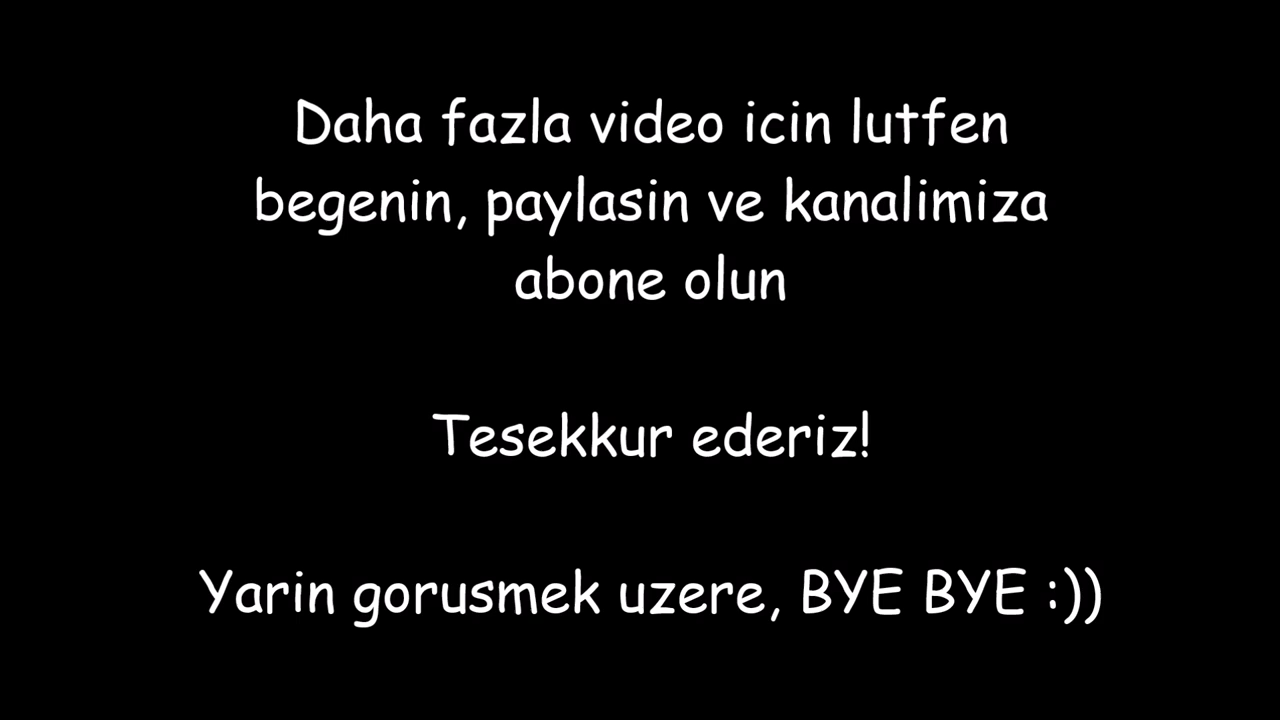 Daha fazla video icin lutfen
begenin, paylasin ve kanalimiza
abone olun
Tesekkur ederiz!
Yarin gorusmek uzere, BYE BYE :))